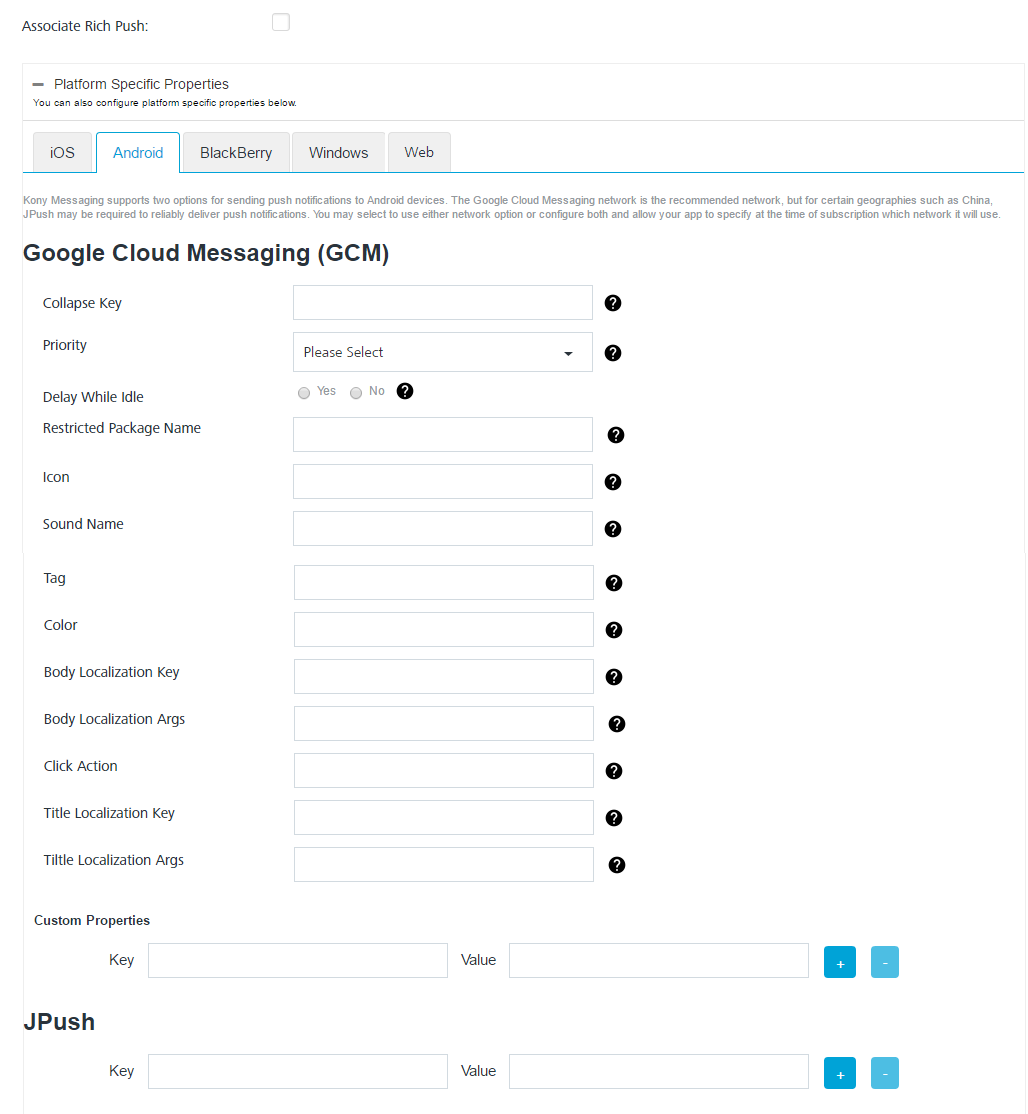 Associate Rich Push:
Platform Specific Properties
You can also configure platform specific properties below.
iOS Android BlackBerry Windows Web
Kony Messaging supports two options for sending push notifications to Android devices. The Google Cloud Messaging network is the recommended network, but for certain geographies such as China,
JPush may be required to reliably deliver push notifications. You may select to use either network option or configure both and allow your app to specify at the time of subscription which network it will use.
Google Cloud Messaging (GCM)
Collapse Key ?
Priority Please Select ?
Delay While Idle Yes No ?
Restricted Package Name ?
Icon ?
Sound Name ?
Tag ?
Color ?
Body Localization Key ?
Body Localization Args ?
Click Action ?
Title Localization Key ?
Tiltle Localization Args ?
Custom Properties
Key Value + -
JPush
Key Value + -